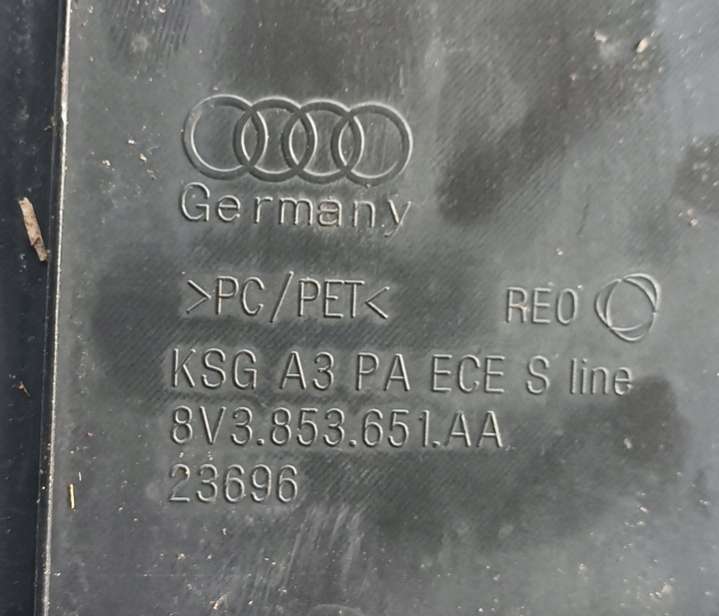 Germany
>PC/PET< REO
KSG A3 PA ECE S line
8V3.853.651.AA
23696